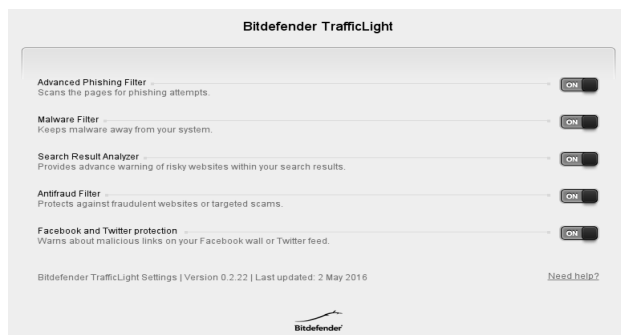 Bitdefender TrafficLight
Advanced Phishing Filter
ON
Scans the pages for phishing attempts.
Malware Filter
ON
Keeps malware away from your system.
Search Result Analyzer
ON
Provides advance warning of risky websites within your search results.
Antifraud Filter
ON
Protects against fraudulent websites or targeted scams.
Facebook and Twitter protection
ON
Warns about malicious links on your Facebook wall or Twitter feed.
Bitdefender TrafficLight Settings | Version 0.2.22 | Last updated: 2 May 2016
Need help?
Bitdefender